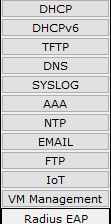 DHCP
DHCPv6
TFTP
DNS
SYSLOG
AAA
NTP
EMAIL
FTP
IoT
VM Management
Radius EAP